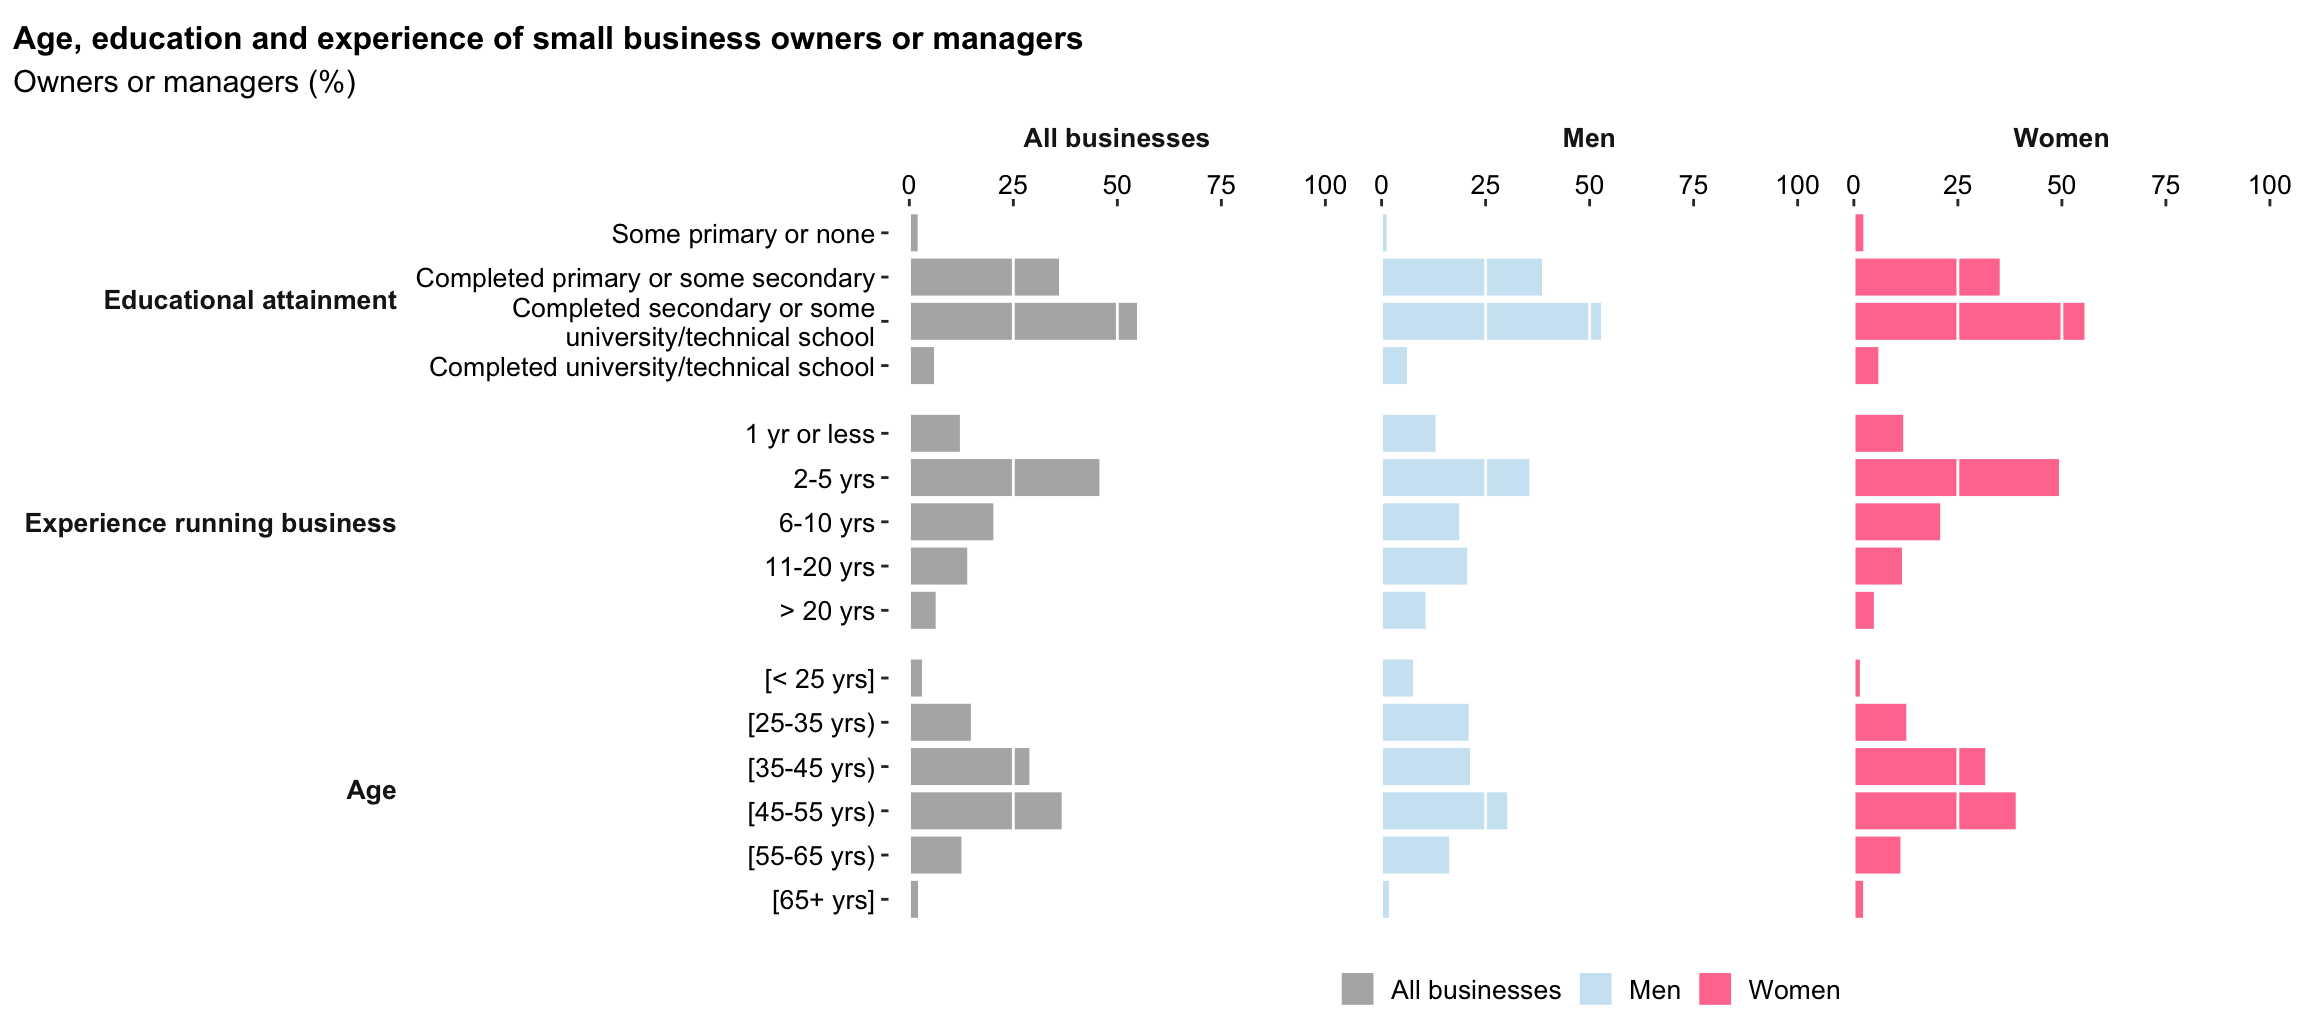 Age, education and experience of small business owners or managers
Owners or managers (%)
All businesses
Men
Women
0 25 50 75 100
0 25 50 75 100
0 25 50 75 100
Educational attainment
Some primary or none
Completed primary or some secondary
Completed secondary or some
university/technical school
Completed university/technical school
Experience running business
1 yr or less
2-5 yrs
6-10 yrs
11-20 yrs
> 20 yrs
Age
[< 25 yrs]
[25-35 yrs)
[35-45 yrs)
[45-55 yrs)
[55-65 yrs)
[65+ yrs]
All businesses
Men
Women